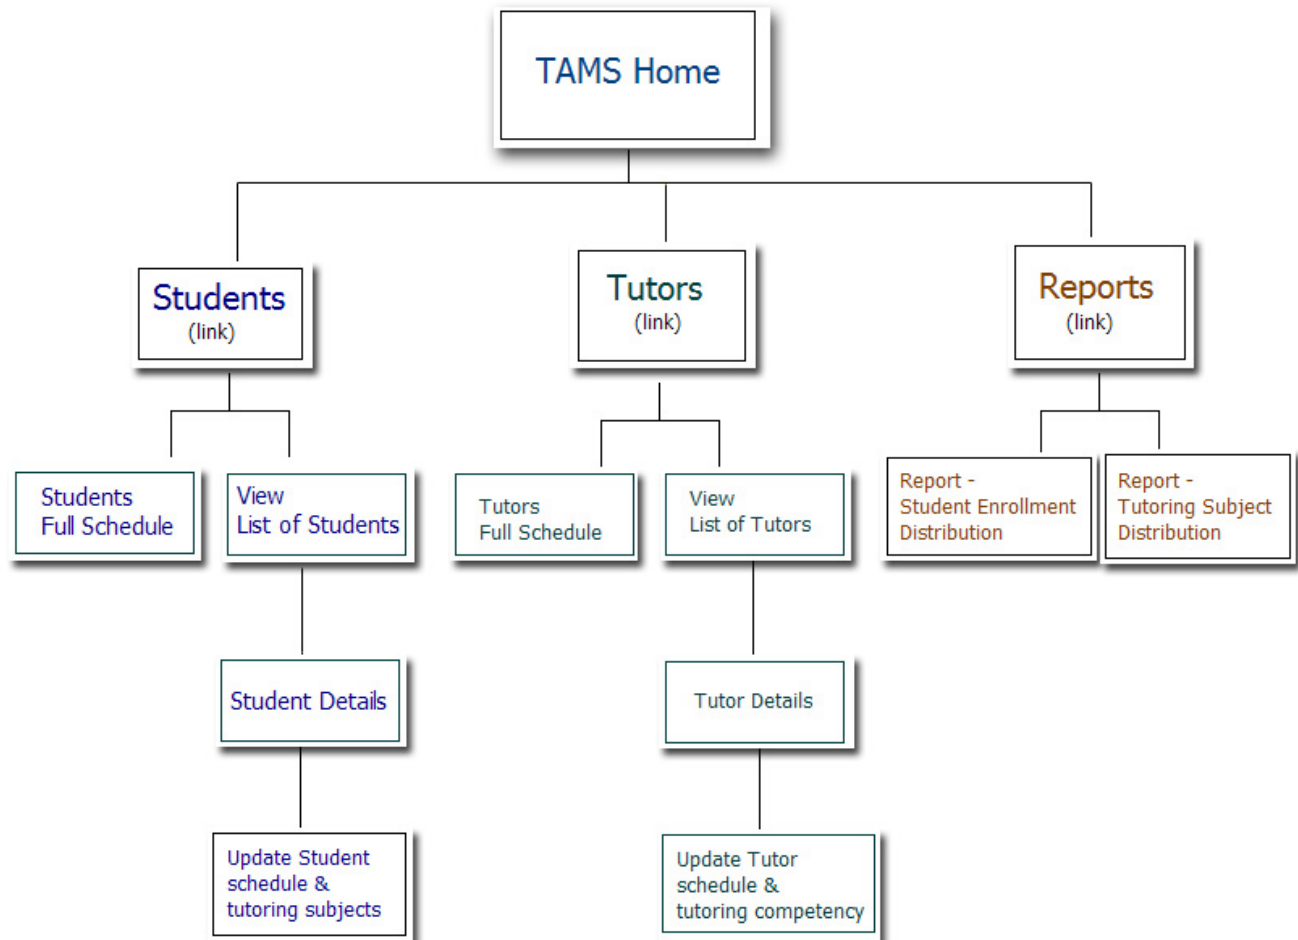 TAMS Home
Students
(link)
Tutors
(link)
Reports
(link)
Students
Full Schedule
View
List of Students
Tutors
Full Schedule
View
List of Tutors
Report -
Student Enrollment
Distribution
Report -
Tutoring Subject
Distribution
Student Details
Tutor Details
Update Student
schedule &
tutoring subjects
Update Tutor
schedule &
tutoring competency